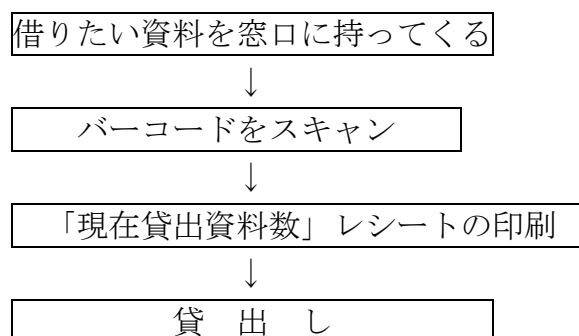 借りたい資料を窓口に持ってくる
↓
バーコードをスキャン
↓
「現在貸出資料数」レシートの印刷
↓
貸　出　し